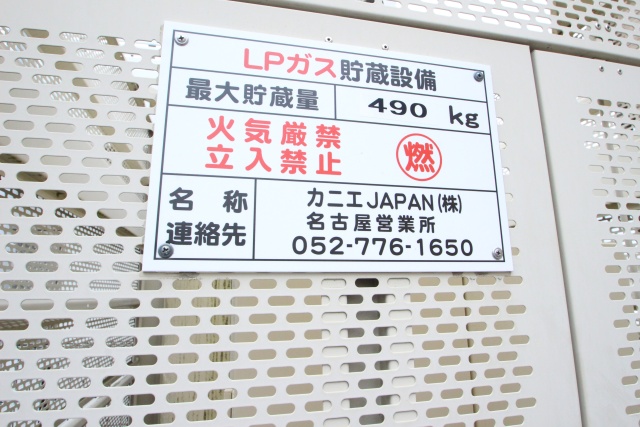 LPガス貯蔵設備
最大貯蔵量 490 kg
火気厳禁
立入禁止
燃
名 称 カニエJAPAN(株)
名古屋営業所
連絡先 052-776-1650